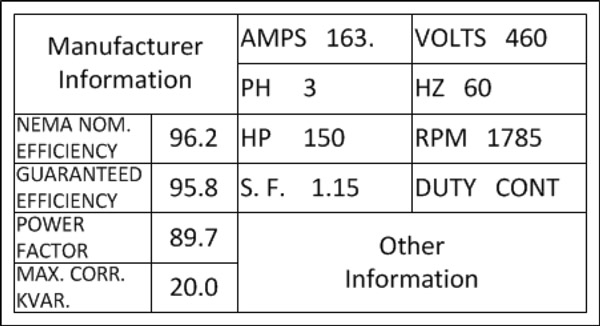 Manufacturer
Information
AMPS 163.
VOLTS 460
PH 3
HZ 60
NEMA NOM.
EFFICIENCY
96.2
HP 150
RPM 1785
GUARANTEED
EFFICIENCY
95.8
S. F. 1.15
DUTY CONT
POWER
FACTOR
89.7
MAX. CORR.
KVAR.
20.0
Other
Information